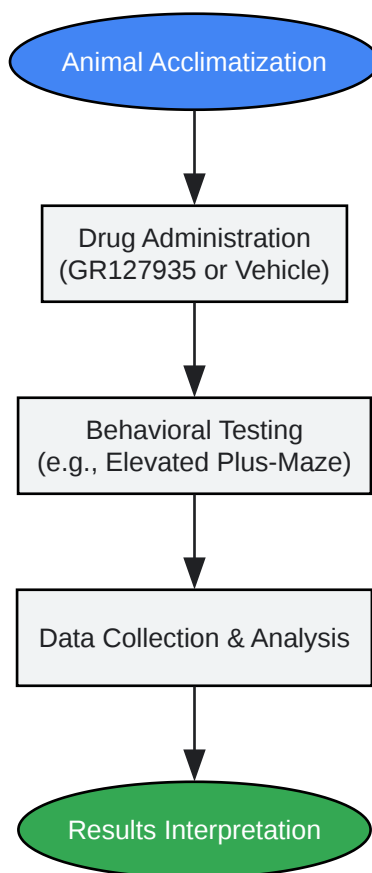 Animal Acclimatization
Drug Administration
(GR127935 or Vehicle)
Behavioral Testing
(e.g., Elevated Plus-Maze)
Data Collection & Analysis
Results Interpretation